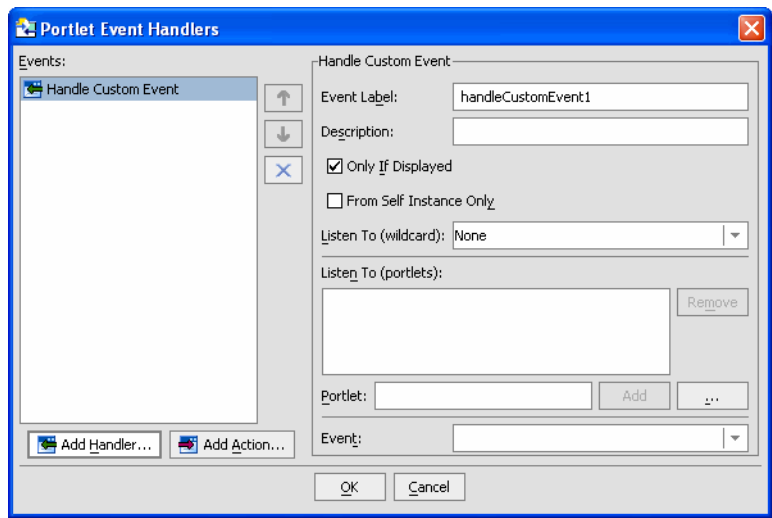 Portlet Event Handlers
Events:
Handle Custom Event
Handle Custom Event
Event Label: handleCustomEvent1
Description:
Only If Displayed
From Self Instance Only
Listen To (wildcard): None
Listen To (portlets):
Remove
Portlet: Add ...
Add Handler... Add Action... Event:
OK Cancel